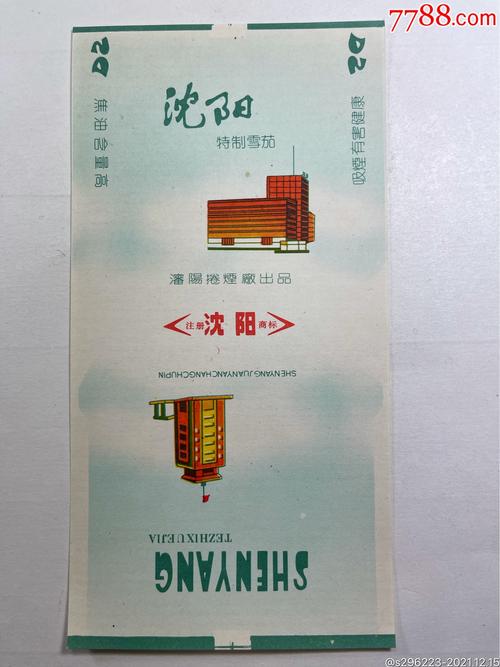 7788.com
20
20
焦油含量高
沈阳
特制雪茄
吸煙有害健康
瀋陽捲煙廠出品
注册 沈阳 商标
SHENYANGJUANYANCHANGCHUPIN
TEZHIXUEJIA
SHENYANG
@s296223-2021.12.15